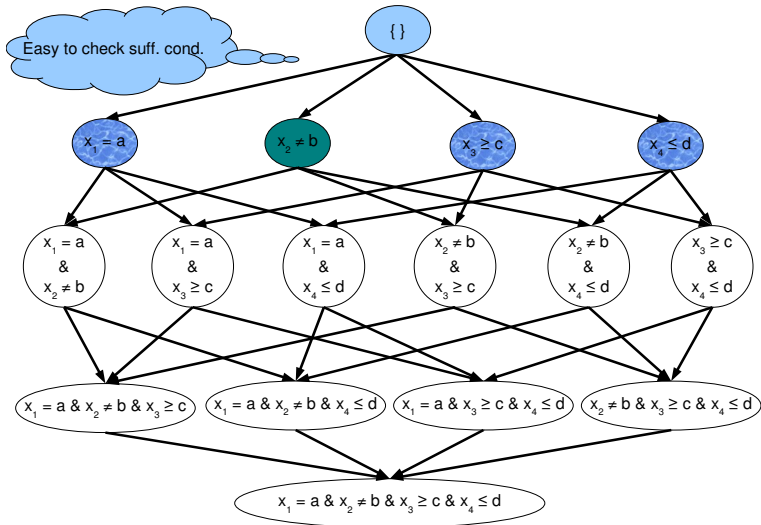 Easy to check suff. cond.
{ }
x₁ = a
x₂ ≠ b
x₃ ≥ c
x₄ ≤ d
x₁ = a
&
x₂ ≠ b
x₁ = a
&
x₃ ≥ c
x₁ = a
&
x₄ ≤ d
x₂ ≠ b
&
x₃ ≥ c
x₂ ≠ b
&
x₄ ≤ d
x₃ ≥ c
&
x₄ ≤ d
x₁ = a & x₂ ≠ b & x₃ ≥ c
x₁ = a & x₂ ≠ b & x₄ ≤ d
x₁ = a & x₃ ≥ c & x₄ ≤ d
x₂ ≠ b & x₃ ≥ c & x₄ ≤ d
x₁ = a & x₂ ≠ b & x₃ ≥ c & x₄ ≤ d